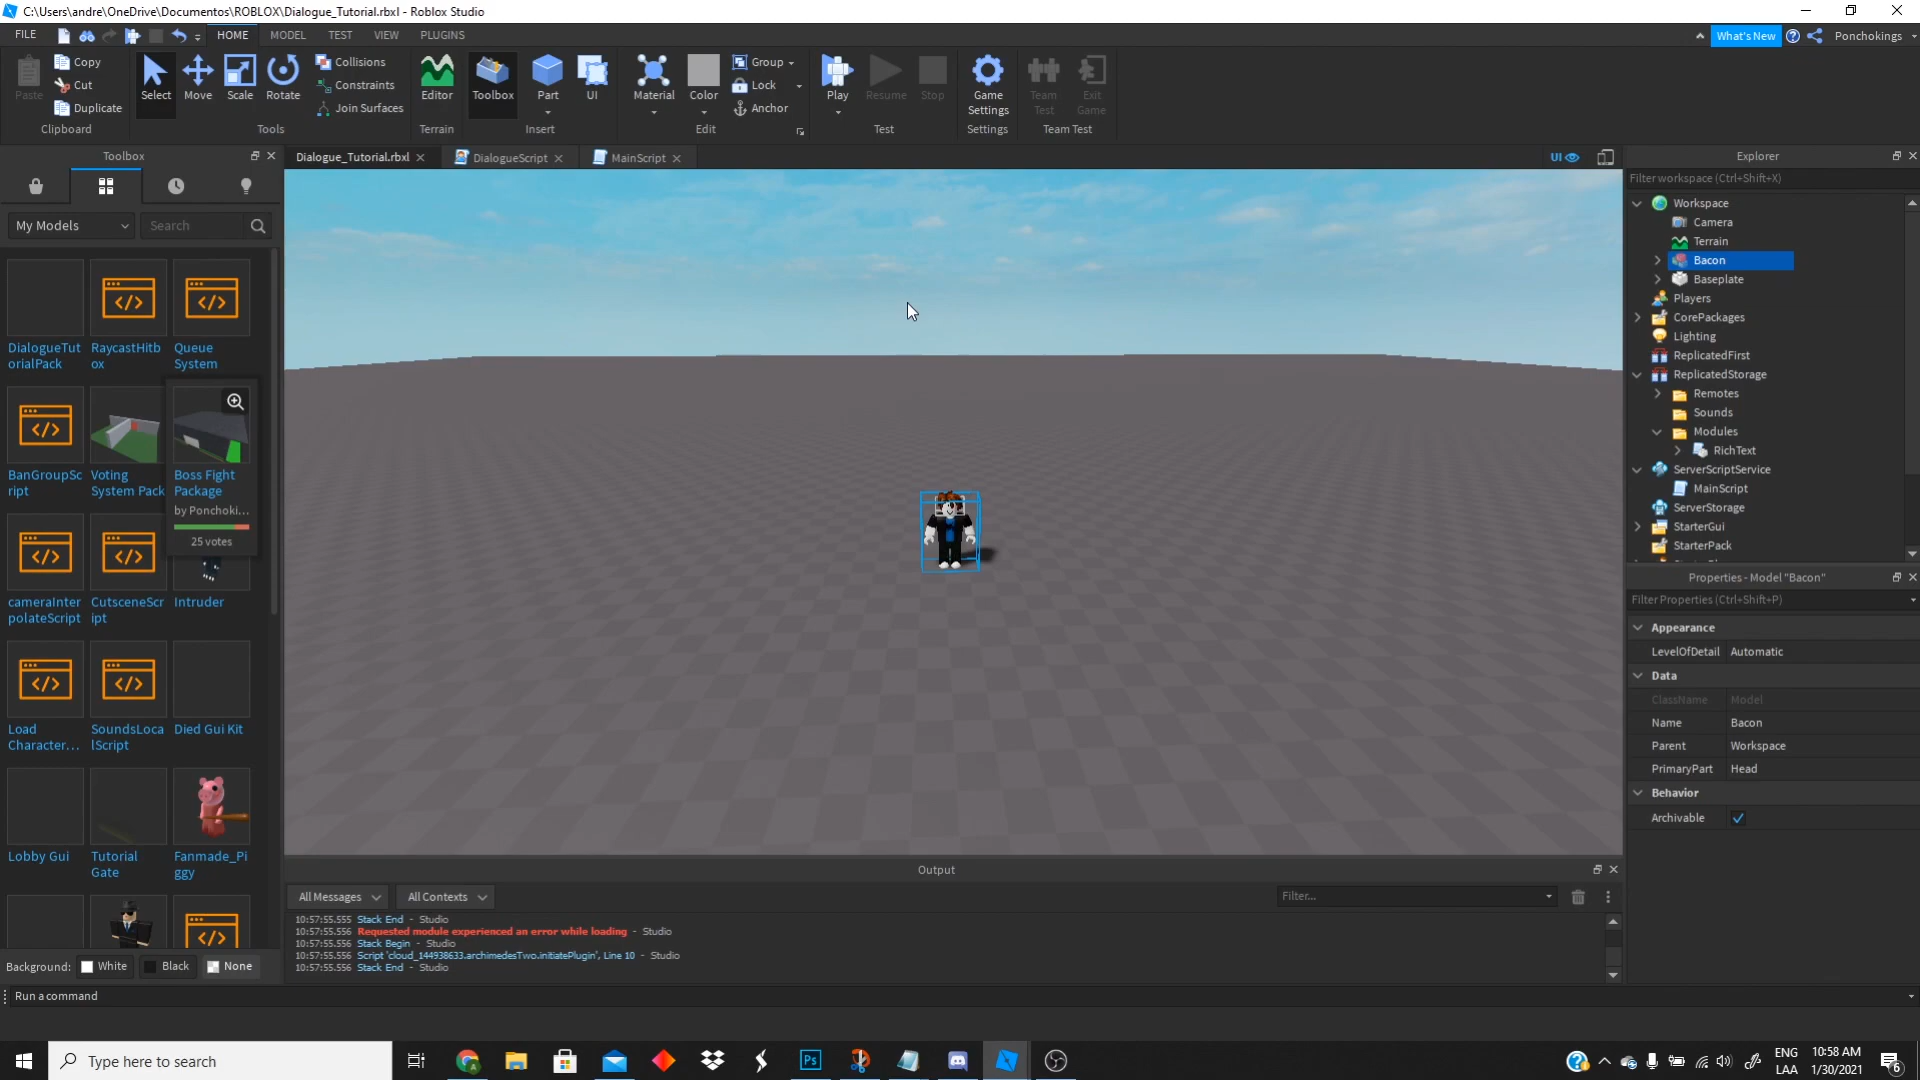 C:\Users\andre\OneDrive\Documentos\ROBLOX\Dialogue_Tutorial.rbxl - Roblox Studio
FILE HOME MODEL TEST VIEW PLUGINS What's New Ponchokings
Paste Copy Cut Duplicate Clipboard
Select Move Scale Rotate Collisions Constraints Join Surfaces Tools
Editor Terrain
Toolbox Part UI Insert
Material Color Group Lock Anchor Edit
Play Resume Stop Test
Game Settings Settings
Team Test Exit Game Team Test
Toolbox
Dialogue_Tutorial.rbxl DialogueScript MainScript UI
My Models Search
DialogueTut
orialPack
RaycastHitb
ox
Queue
System
BanGroupSc
ript
Voting
System Pack
Boss Fight
Package
by Ponchoki...
25 votes
cameraInter
polateScript
CutsceneScr
ipt
Intruder
Load
Character...
SoundsLoca
lScript
Died Gui Kit
Lobby Gui
Tutorial
Gate
Fanmade_Pi
ggy
Background: White Black None
Explorer
Filter workspace (Ctrl+Shift+X)
Workspace
Camera
Terrain
Bacon
Baseplate
Players
CorePackages
Lighting
ReplicatedFirst
ReplicatedStorage
Remotes
Sounds
Modules
RichText
ServerScriptService
MainScript
ServerStorage
StarterGui
StarterPack
Properties - Model "Bacon"
Filter Properties (Ctrl+Shift+P)
Appearance
LevelOfDetail Automatic
Data
ClassName Model
Name Bacon
Parent Workspace
PrimaryPart Head
Behavior
Archivable
Output
All Messages All Contexts Filter...
10:57:55.555 Stack End - Studio
10:57:55.556 Requested module experienced an error while loading - Studio
10:57:55.556 Stack Begin - Studio
10:57:55.556 Script 'cloud_144938633.archimedesTwo.initiatePlugin', Line 10 - Studio
10:57:55.556 Stack End - Studio
Run a command
Type here to search
Ps
ENG
LAA
10:58 AM
1/30/2021
6